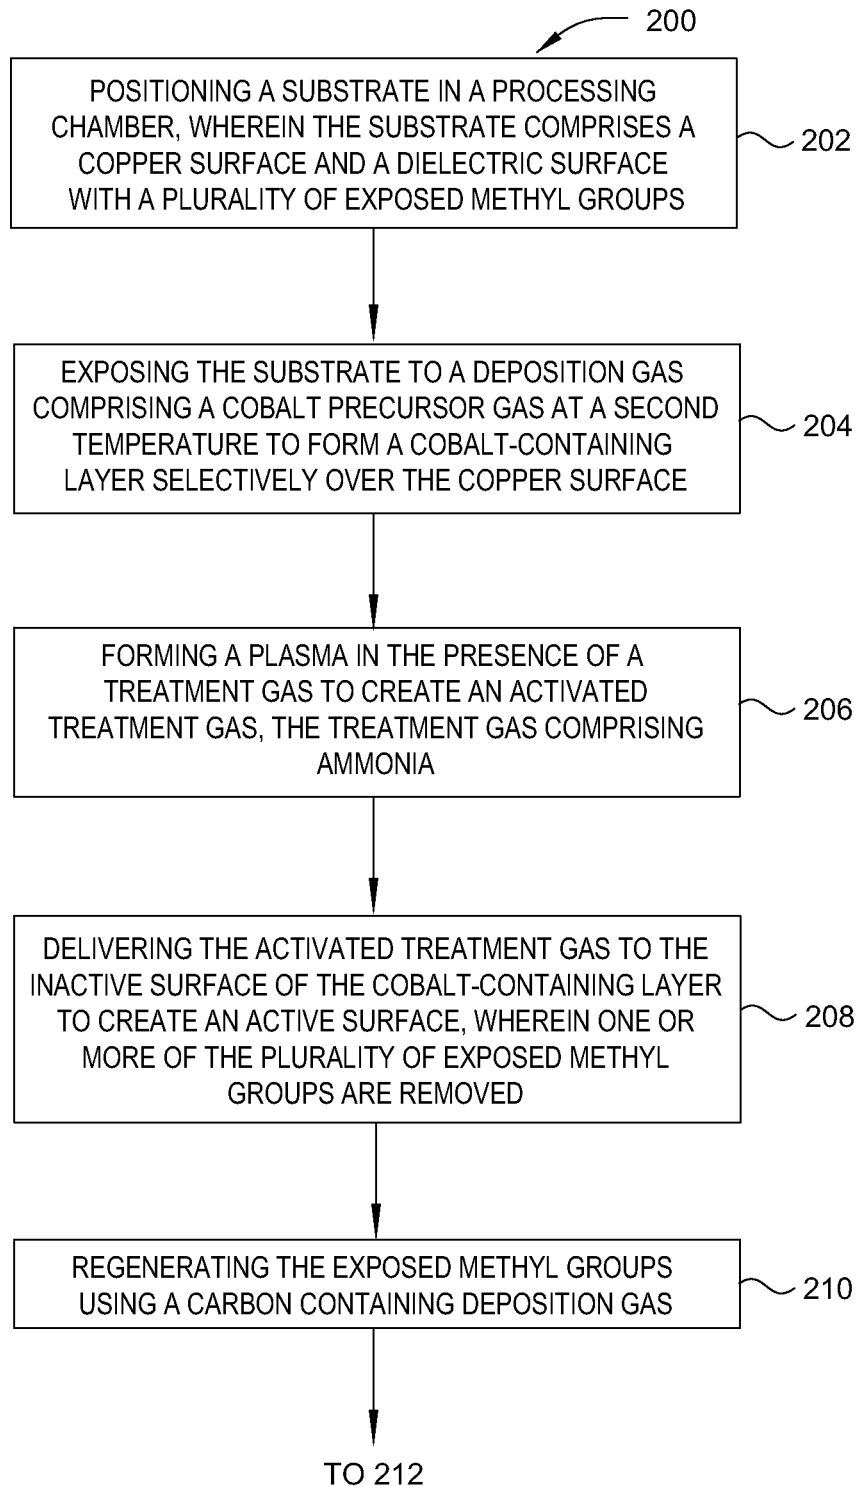 200
POSITIONING A SUBSTRATE IN A PROCESSING
CHAMBER, WHEREIN THE SUBSTRATE COMPRISES A
COPPER SURFACE AND A DIELECTRIC SURFACE
WITH A PLURALITY OF EXPOSED METHYL GROUPS
202
EXPOSING THE SUBSTRATE TO A DEPOSITION GAS
COMPRISING A COBALT PRECURSOR GAS AT A SECOND
TEMPERATURE TO FORM A COBALT-CONTAINING
LAYER SELECTIVELY OVER THE COPPER SURFACE
204
FORMING A PLASMA IN THE PRESENCE OF A
TREATMENT GAS TO CREATE AN ACTIVATED
TREATMENT GAS, THE TREATMENT GAS COMPRISING
AMMONIA
206
DELIVERING THE ACTIVATED TREATMENT GAS TO THE
INACTIVE SURFACE OF THE COBALT-CONTAINING LAYER
TO CREATE AN ACTIVE SURFACE, WHEREIN ONE OR
MORE OF THE PLURALITY OF EXPOSED METHYL
GROUPS ARE REMOVED
208
REGENERATING THE EXPOSED METHYL GROUPS
USING A CARBON CONTAINING DEPOSITION GAS
210
TO 212